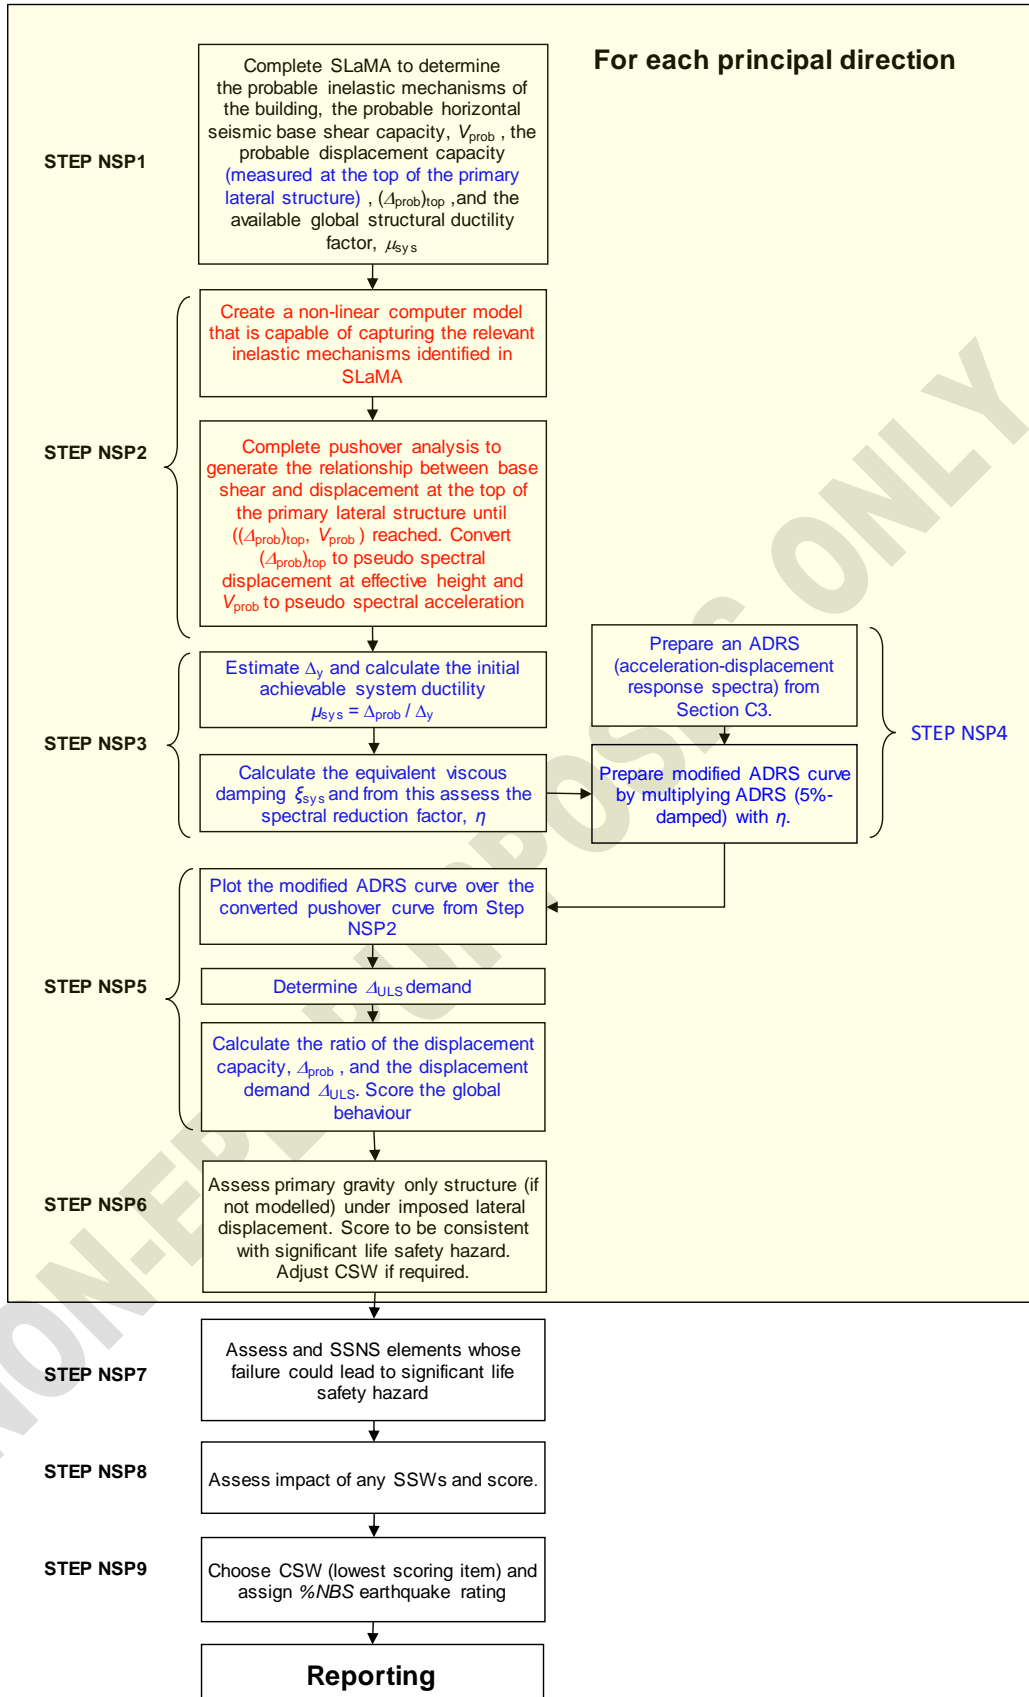 For each principal direction
STEP NSP1
Complete SLaMA to determine
the probable inelastic mechanisms of
the building, the probable horizontal
seismic base shear capacity, Vprob , the
probable displacement capacity
(measured at the top of the primary
lateral structure) , (Δprob)top ,and the
available global structural ductility
factor, μsys
STEP NSP2
Create a non-linear computer model
that is capable of capturing the relevant
inelastic mechanisms identified in
SLaMA
Complete pushover analysis to
generate the relationship between base
shear and displacement at the top of
the primary lateral structure until
((Δprob)top, Vprob ) reached. Convert
(Δprob)top to pseudo spectral
displacement at effective height and
Vprob to pseudo spectral acceleration
STEP NSP3
Estimate Δy and calculate the initial
achievable system ductility
μsys = Δprob / Δy
Calculate the equivalent viscous
damping ξsys and from this assess the
spectral reduction factor, η
Prepare an ADRS
(acceleration-displacement
response spectra) from
Section C3.
Prepare modified ADRS curve
by multiplying ADRS (5%-
damped) with η.
STEP NSP4
STEP NSP5
Plot the modified ADRS curve over the
converted pushover curve from Step
NSP2
Determine ΔULS demand
Calculate the ratio of the displacement
capacity, Δprob , and the displacement
demand ΔULS. Score the global
behaviour
STEP NSP6
Assess primary gravity only structure (if
not modelled) under imposed lateral
displacement. Score to be consistent
with significant life safety hazard.
Adjust CSW if required.
STEP NSP7
Assess and SSNS elements whose
failure could lead to significant life
safety hazard
STEP NSP8
Assess impact of any SSWs and score.
STEP NSP9
Choose CSW (lowest scoring item) and
assign %NBS earthquake rating
Reporting
NON-EPB PURPOSES ONLY